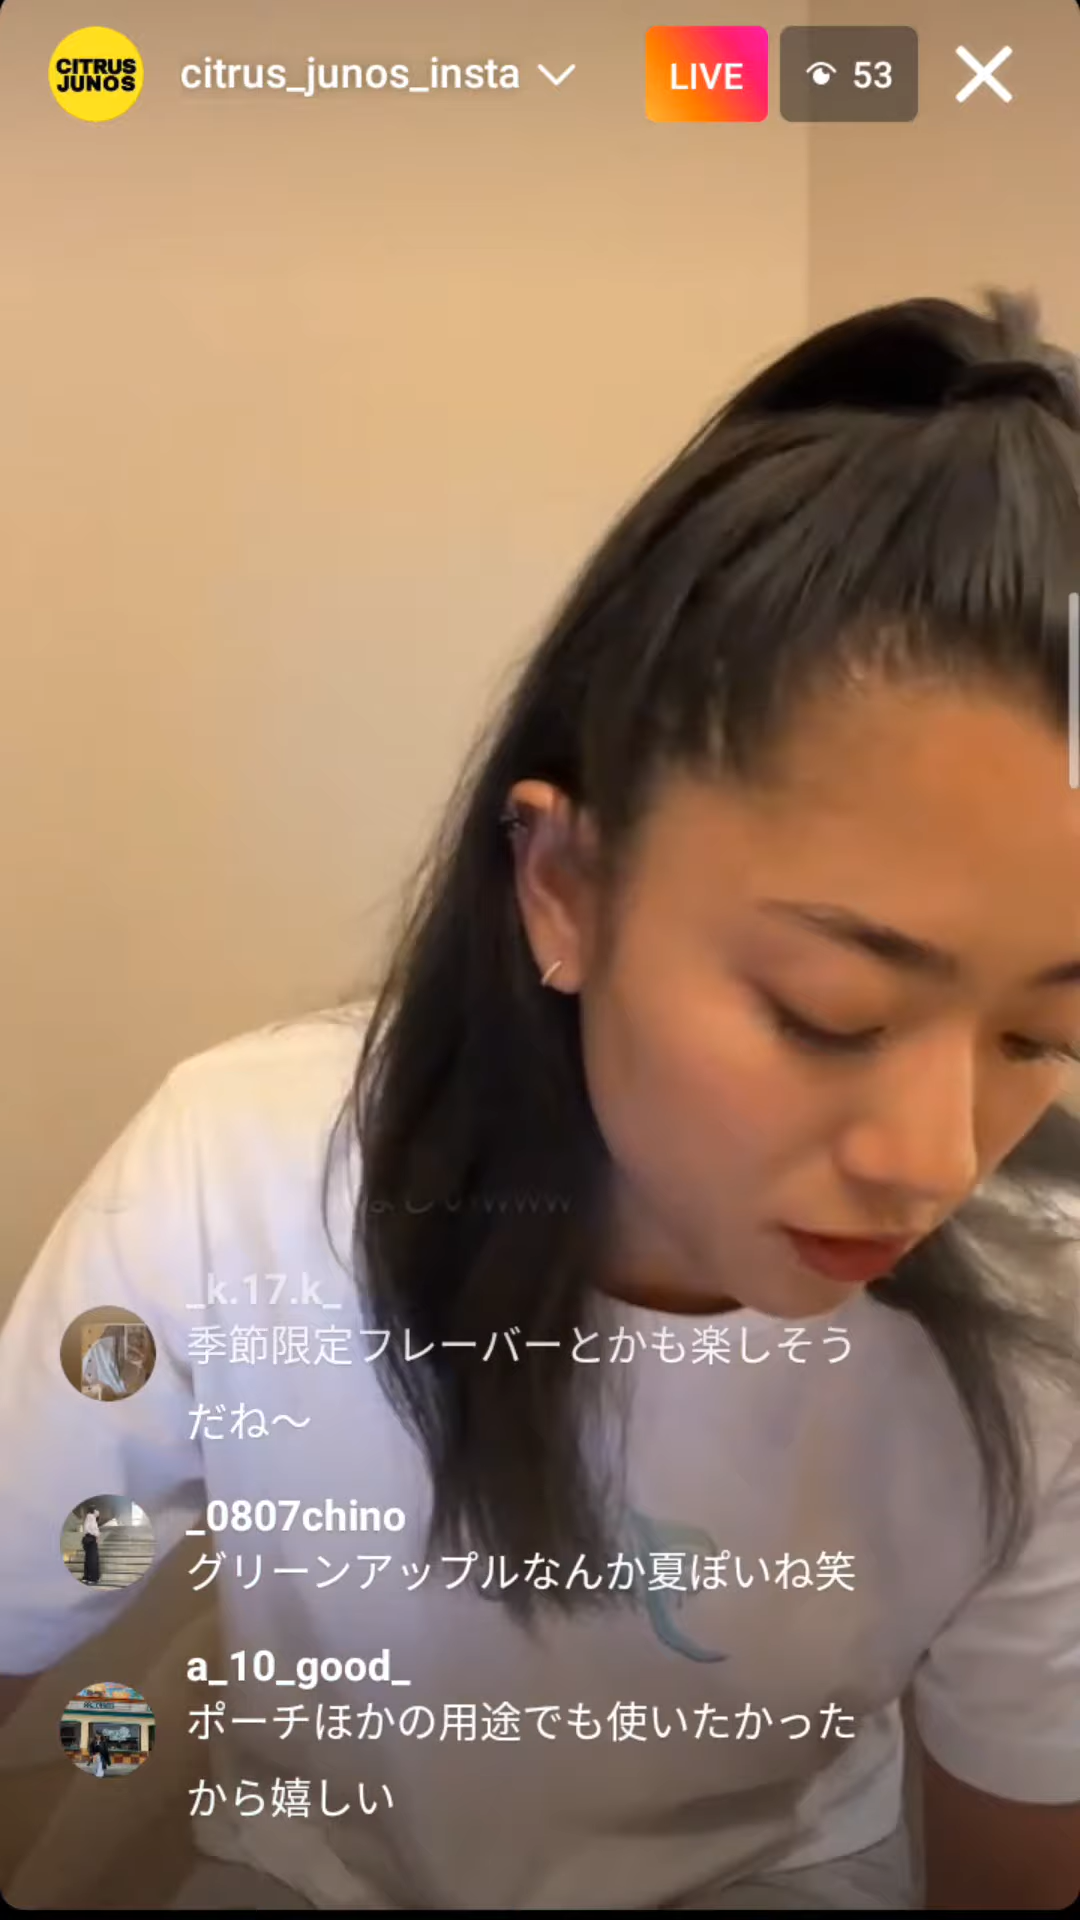 CITRUS
JUNOS
citrus_junos_insta
LIVE
53
_k.17.k_
季節限定フレーバーとかも楽しそう
だね〜
_0807chino
グリーンアップルなんか夏ぽいね笑
a_10_good_
ポーチほかの用途でも使いたかった
から嬉しい